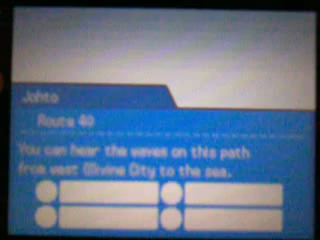 Johto
Route 40
You can hear the waves on this path
from west Olivine City to the sea.